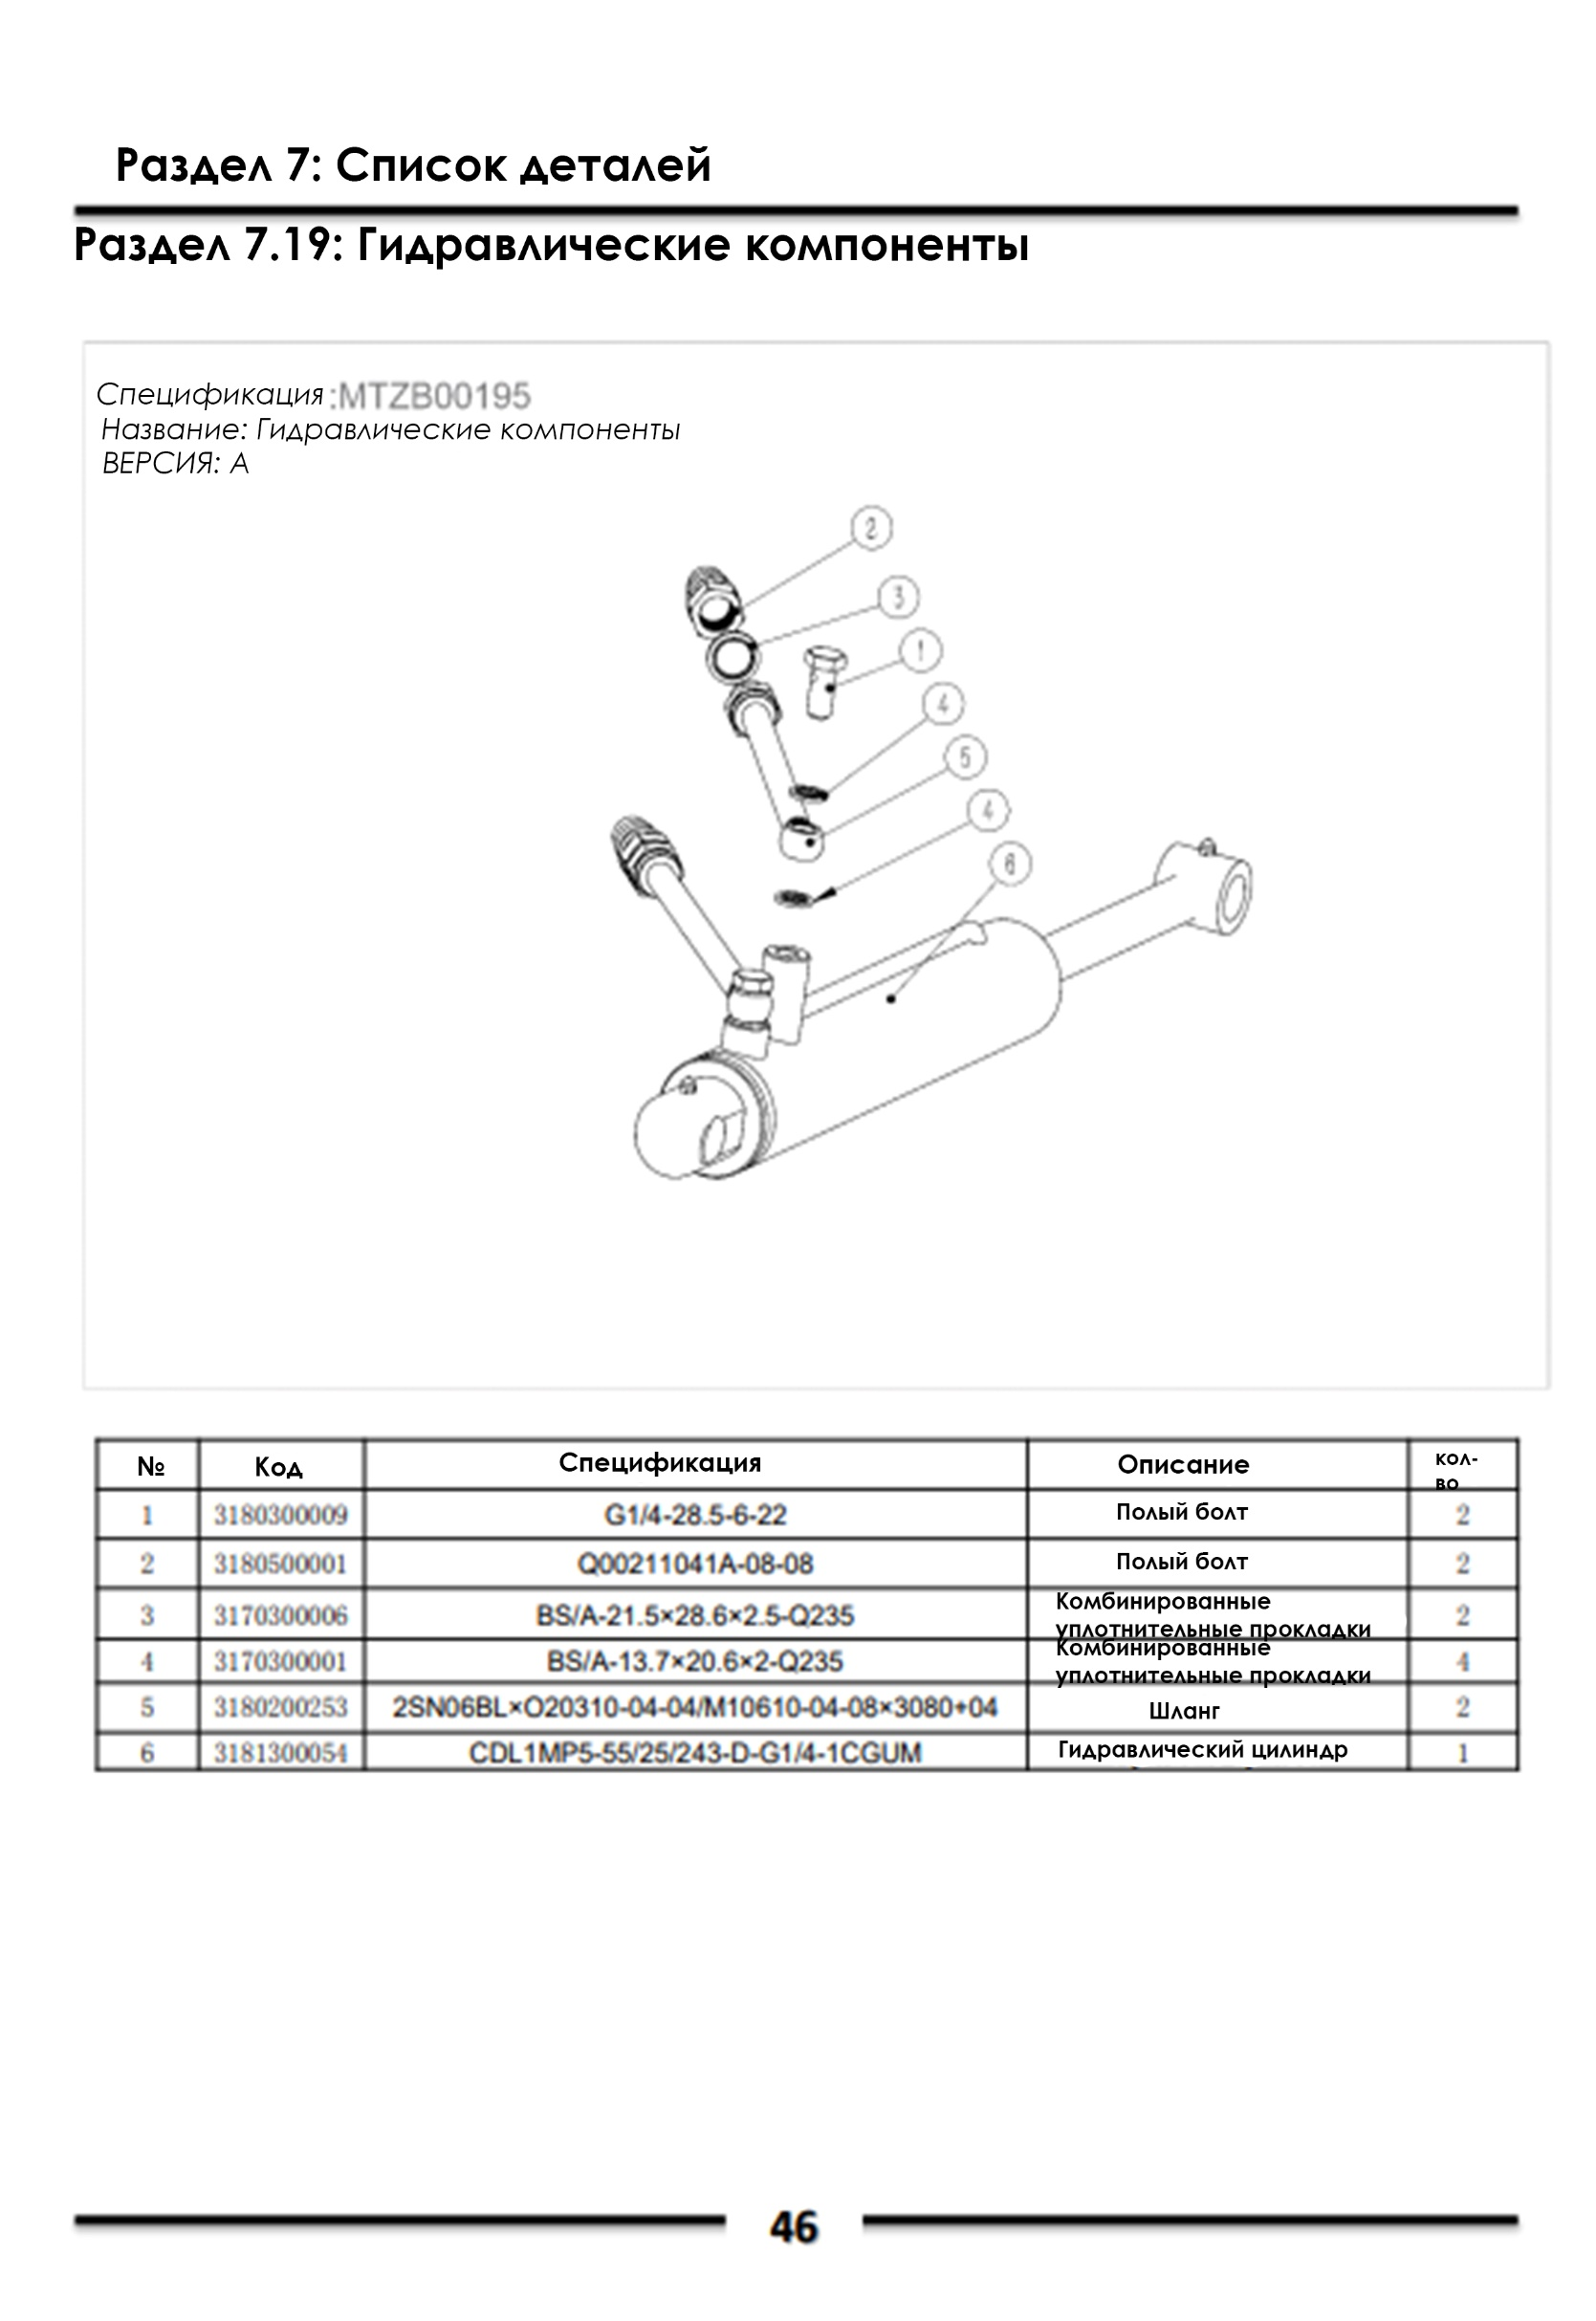 Раздел 7: Список деталей
Раздел 7.19: Гидравлические компоненты
Спецификация :MTZB00195
Название: Гидравлические компоненты
ВЕРСИЯ: А
2
3
1
4
5
4
6
№ Код Спецификация Описание кол-
во
1 3180300009 G1/4-28.5-6-22 Полый болт 2
2 3180500001 Q00211041A-08-08 Полый болт 2
3 3170300006 BS/A-21.5×28.6×2.5-Q235 Комбинированные 2
уплотнительные прокладки
4 3170300001 BS/A-13.7×20.6×2-Q235 Комбинированные 4
уплотнительные прокладки
5 3180200253 2SN06BL×O20310-04-04/M10610-04-08×3080+04 Шланг 2
6 3181300054 CDL1MP5-55/25/243-D-G1/4-1CGUM Гидравлический цилиндр 1
46